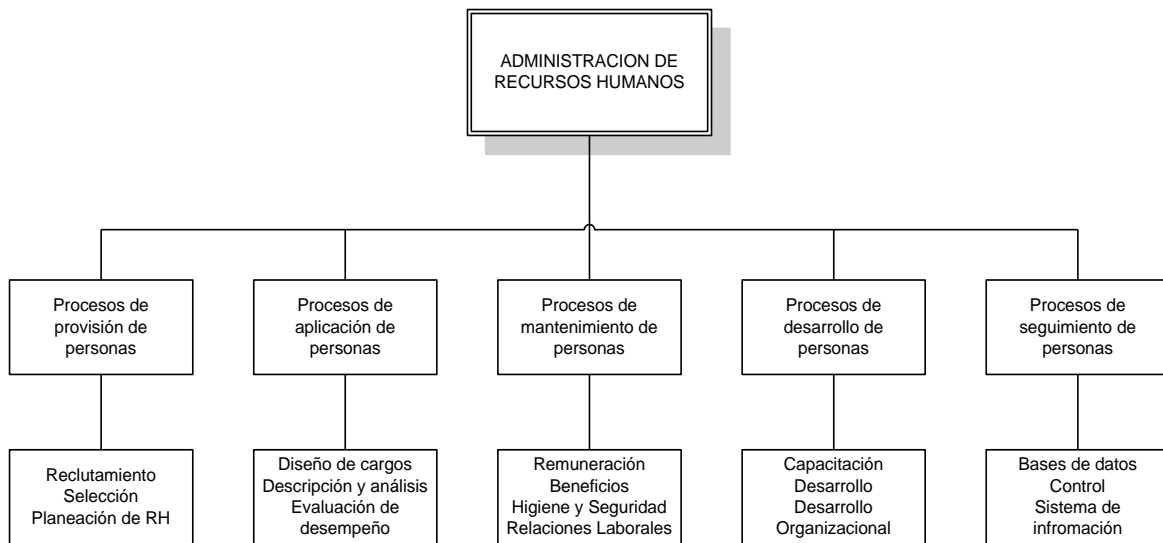 ADMINISTRACION DE
RECURSOS HUMANOS
Procesos de
provisión de
personas
Procesos de
aplicación de
personas
Procesos de
mantenimiento de
personas
Procesos de
desarrollo de
personas
Procesos de
seguimiento de
personas
Reclutamiento
Selección
Planeación de RH
Diseño de cargos
Descripción y análisis
Evaluación de
desempeño
Remuneración
Beneficios
Higiene y Seguridad
Relaciones Laborales
Capacitación
Desarrollo
Desarrollo
Organizacional
Bases de datos
Control
Sistema de
infromación